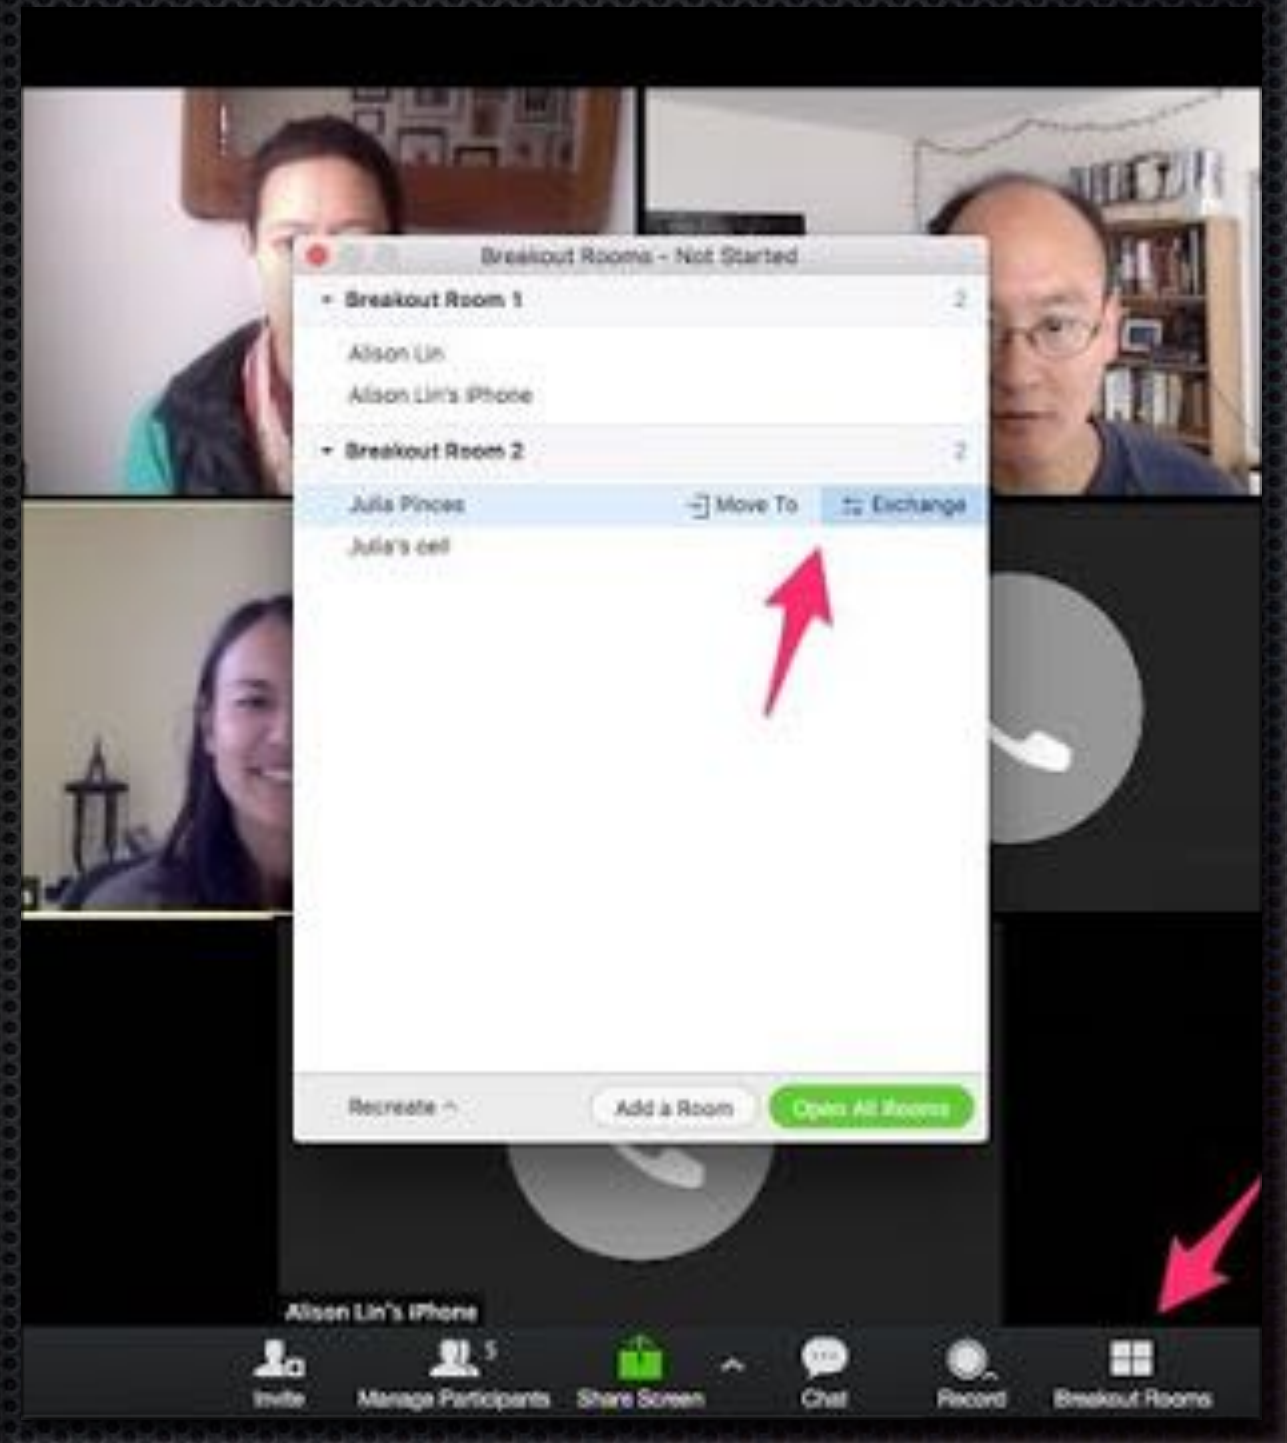 Breakout Rooms - Not Started
Breakout Room 1 2
Alison Lin
Alison Lin's iPhone
Breakout Room 2 2
Julia Pinces Move To Exchange
Julia's cell
Recreate Add a Room Open All Rooms
Alison Lin's iPhone
5
Invite Manage Participants Share Screen Chat Record Breakout Rooms